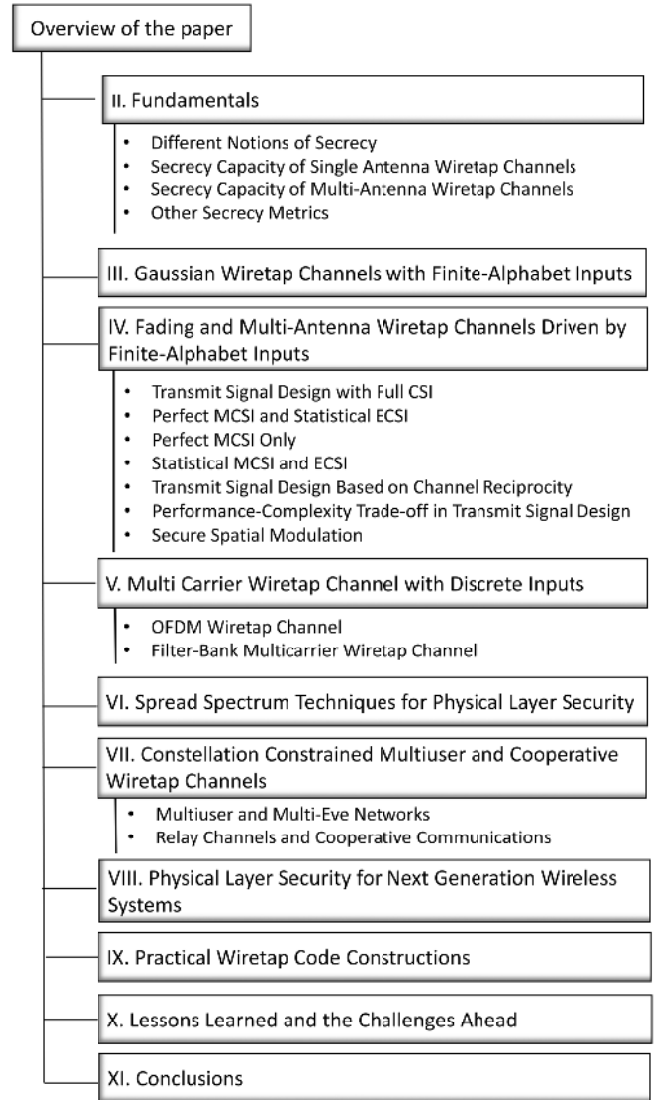 Overview of the paper
II. Fundamentals
• Different Notions of Secrecy
• Secrecy Capacity of Single Antenna Wiretap Channels
• Secrecy Capacity of Multi-Antenna Wiretap Channels
• Other Secrecy Metrics
III. Gaussian Wiretap Channels with Finite-Alphabet Inputs
IV. Fading and Multi-Antenna Wiretap Channels Driven by
Finite-Alphabet Inputs
• Transmit Signal Design with Full CSI
• Perfect MCSI and Statistical ECSI
• Perfect MCSI Only
• Statistical MCSI and ECSI
• Transmit Signal Design Based on Channel Reciprocity
• Performance-Complexity Trade-off in Transmit Signal Design
• Secure Spatial Modulation
V. Multi Carrier Wiretap Channel with Discrete Inputs
• OFDM Wiretap Channel
• Filter-Bank Multicarrier Wiretap Channel
VI. Spread Spectrum Techniques for Physical Layer Security
VII. Constellation Constrained Multiuser and Cooperative
Wiretap Channels
• Multiuser and Multi-Eve Networks
• Relay Channels and Cooperative Communications
VIII. Physical Layer Security for Next Generation Wireless
Systems
IX. Practical Wiretap Code Constructions
X. Lessons Learned and the Challenges Ahead
XI. Conclusions